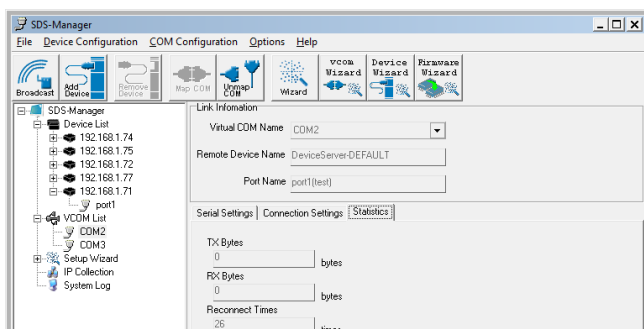 SDS-Manager
File Device Configuration COM Configuration Options Help
Broadcast Add Device Remove Device Map COM Unmap COM Wizard vcom Wizard Device Wizard Firmware Wizard
SDS-Manager
Device List
192.168.1.74
192.168.1.75
192.168.1.72
192.168.1.77
192.168.1.71
port1
VCOM List
COM2
COM3
Setup Wizard
IP Collection
System Log
Link Infomation
Virtual COM Name COM2
Remote Device Name DeviceServer-DEFAULT
Port Name port1(test)
Serial Settings Connection Settings Statistics
TX Bytes
0 bytes
RX Bytes
0 bytes
Reconnect Times
26 times